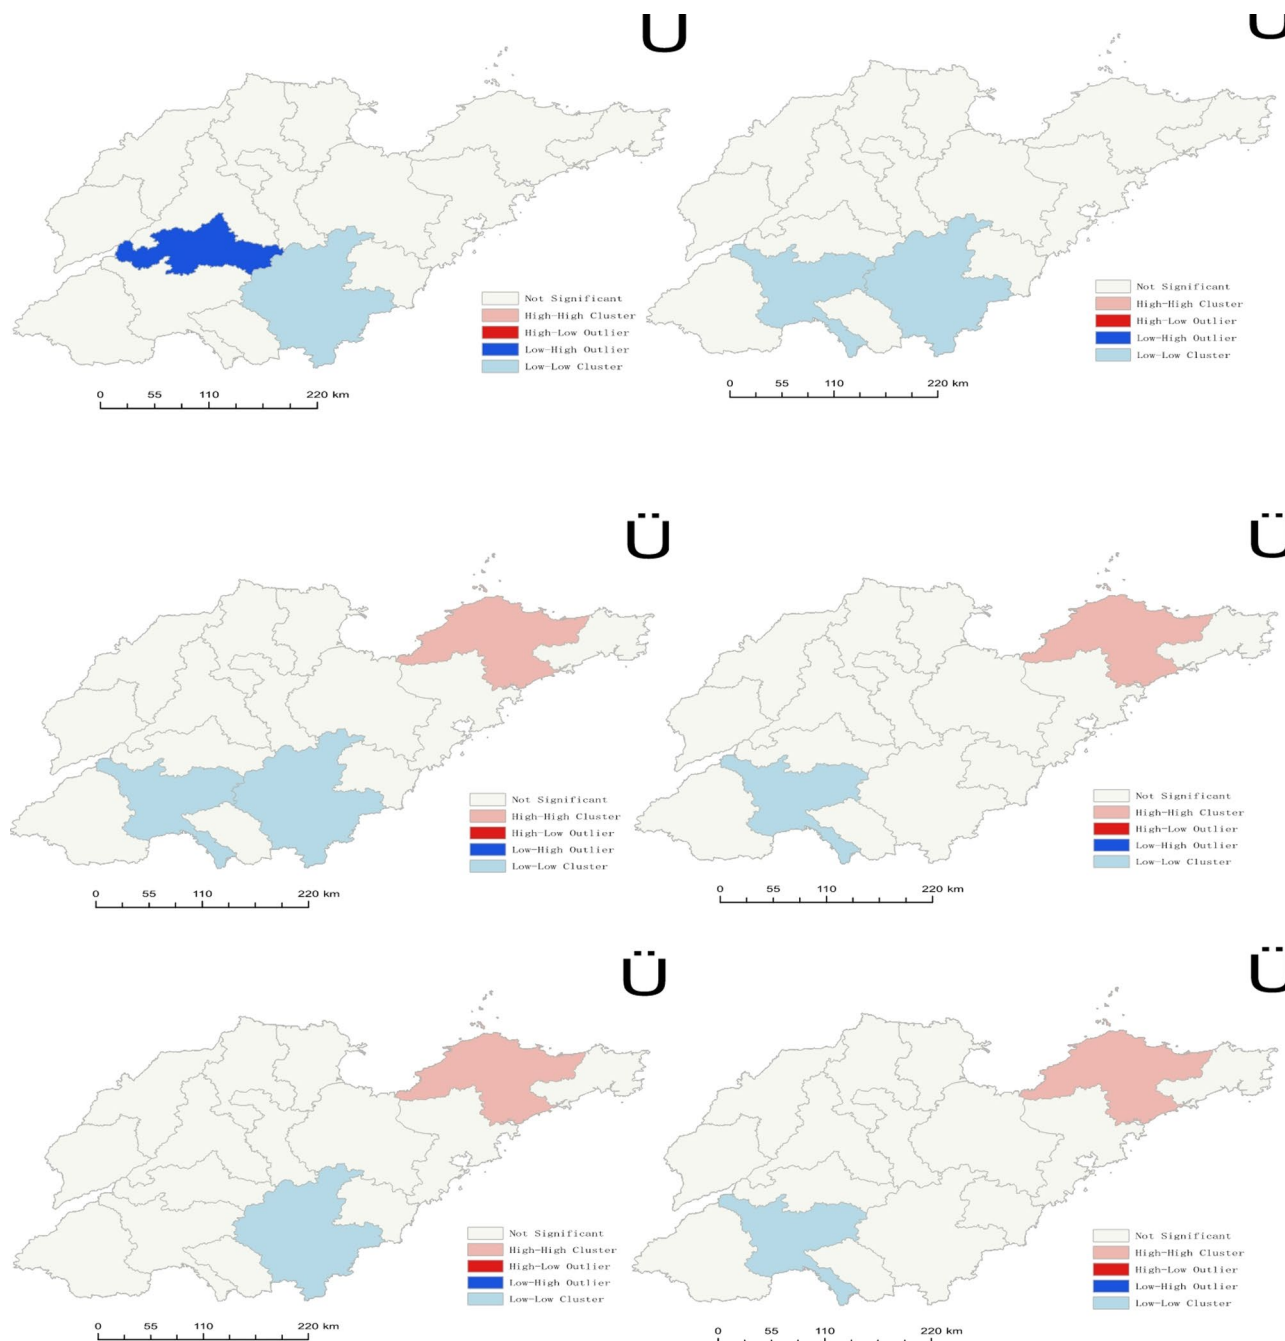 Ü
Ü
Not Significant
High-High Cluster
High-Low Outlier
Low-High Outlier
Low-Low Cluster
0 55 110 220 km
Not Significant
High-High Cluster
High-Low Outlier
Low-High Outlier
Low-Low Cluster
0 55 110 220 km
Ü
Ü
Not Significant
High-High Cluster
High-Low Outlier
Low-High Outlier
Low-Low Cluster
0 55 110 220 km
Not Significant
High-High Cluster
High-Low Outlier
Low-High Outlier
Low-Low Cluster
0 55 110 220 km
Ü
Ü
Not Significant
High-High Cluster
High-Low Outlier
Low-High Outlier
Low-Low Cluster
0 55 110 220 km
Not Significant
High-High Cluster
High-Low Outlier
Low-High Outlier
Low-Low Cluster
0 55 110 220 km